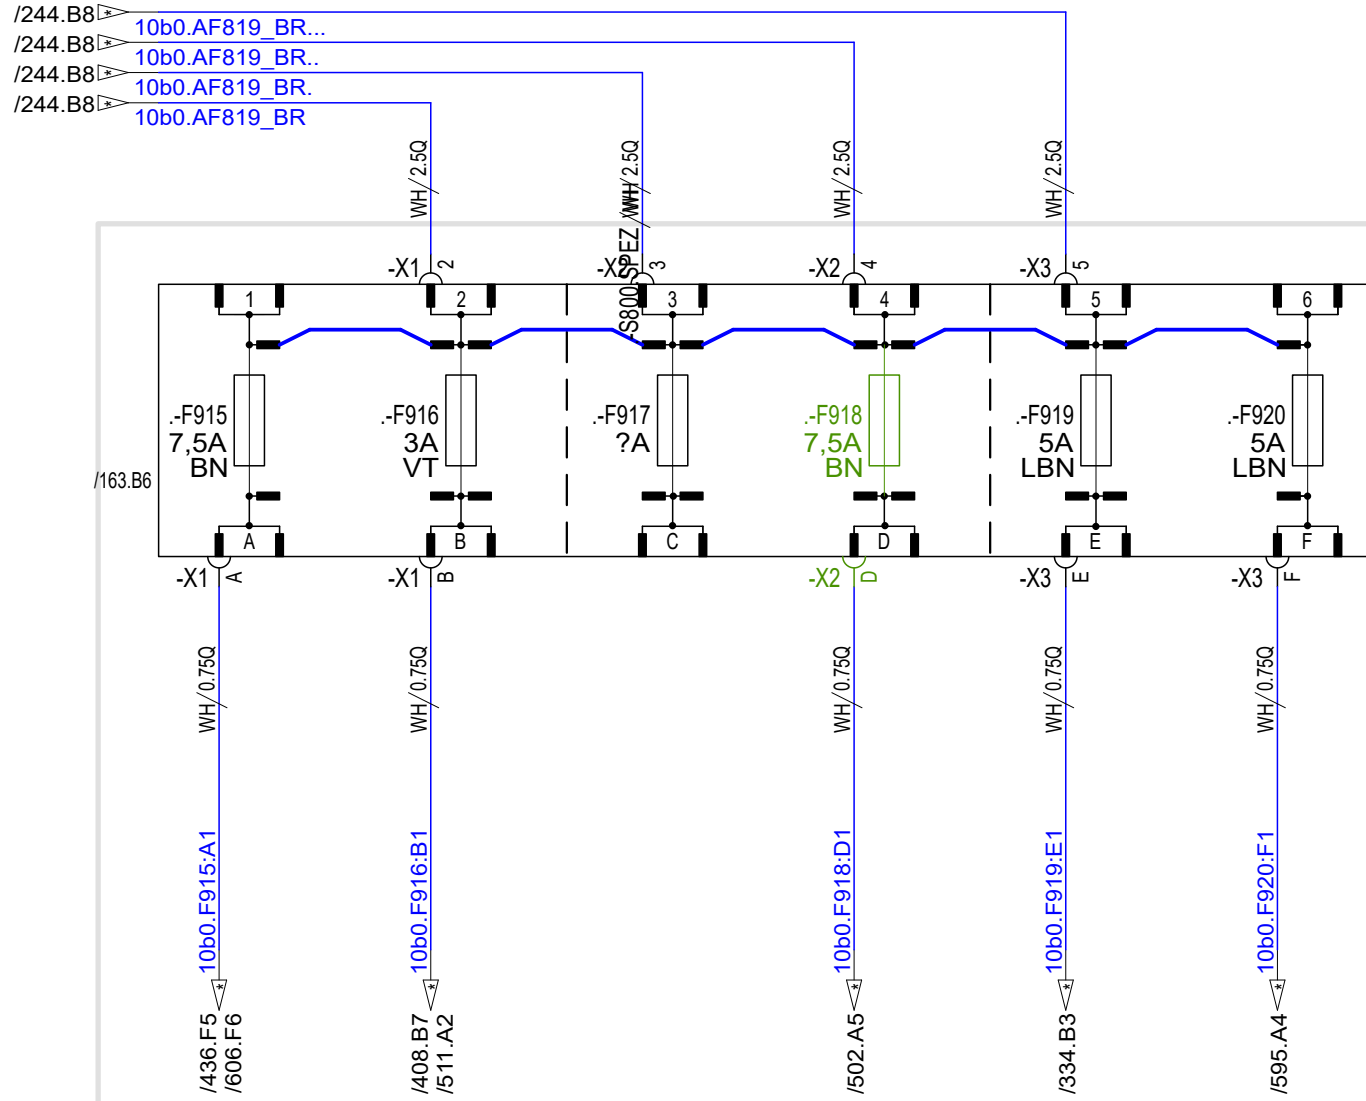 /244.B8
10b0.AF819_BR...
/244.B8
10b0.AF819_BR..
/244.B8
10b0.AF819_BR.
/244.B8
10b0.AF819_BR
WH/2.5Q
WH/2.5Q
WH/2.5Q
WH/2.5Q
-S800.SPEZ
-X1 2
3
-X2 4
-X3 5
1 2 3 4 5 6
.-F915
7,5A
BN
.-F916
3A
VT
.-F917
?A
.-F918
7,5A
BN
.-F919
5A
LBN
.-F920
5A
LBN
/163.B6
A B C D E F
-X1 A
-X1 B
-X2 D
-X3 E
-X3 F
WH/0.75Q
WH/0.75Q
WH/0.75Q
WH/0.75Q
WH/0.75Q
10b0.F915:A1
10b0.F916:B1
10b0.F918:D1
10b0.F919:E1
10b0.F920:F1
/436.F5
/606.F6
/408.B7
/511.A2
/502.A5
/334.B3
/595.A4